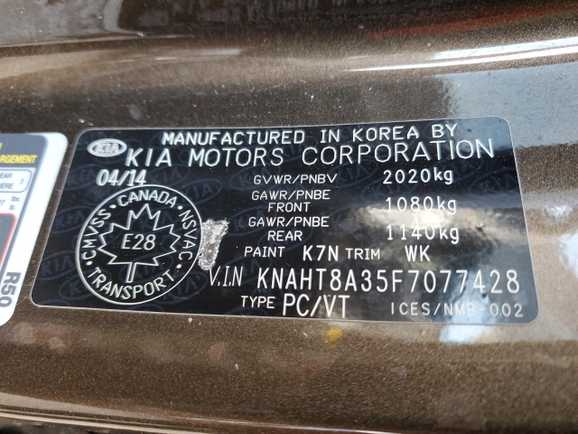 MANUFACTURED IN KOREA BY
KIA KIA MOTORS CORPORATION
04/14
GVWR/PNBV 2020kg
GAWR/PNBE
FRONT 1080kg
GAWR/PNBE
REAR 1140kg
PAINT K7N TRIM WK
CANADA
CMVSS NSVAC
E28
TRANSPORT
V.I.N KNAHT8A35F7077428
TYPE PC/VT ICES/NMB-002
R50